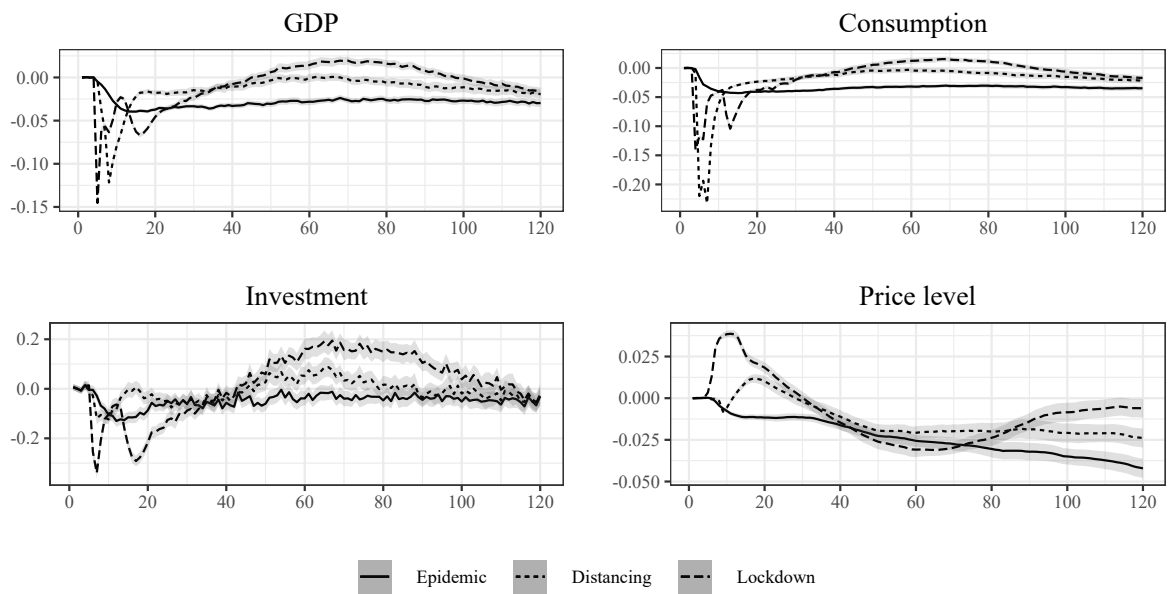 GDP
0.00
-0.05
-0.10
-0.15
0 20 40 60 80 100 120
Consumption
0.00
-0.05
-0.10
-0.15
-0.20
0 20 40 60 80 100 120
Investment
0.2
0.0
-0.2
0 20 40 60 80 100 120
Price level
0.025
0.000
-0.025
-0.050
0 20 40 60 80 100 120
Epidemic Distancing Lockdown